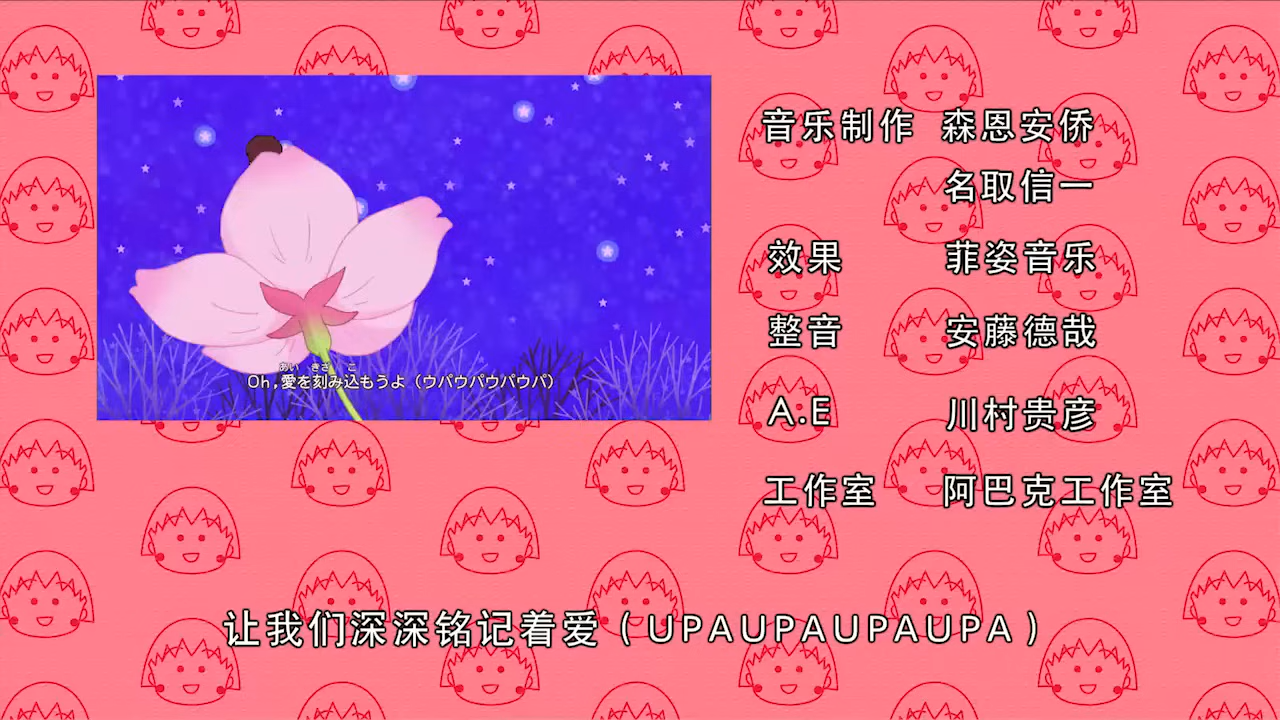 音乐制作 森恩安侨
名取信一
效果 菲姿音乐
整音 安藤德哉
A.E 川村贵彦
工作室 阿巴克工作室
あい きざ こ
Oh,愛を刻み込もうよ（ウパウパウパウパ）
让我们深深铭记着爱（UPAUPAUPAUPA）